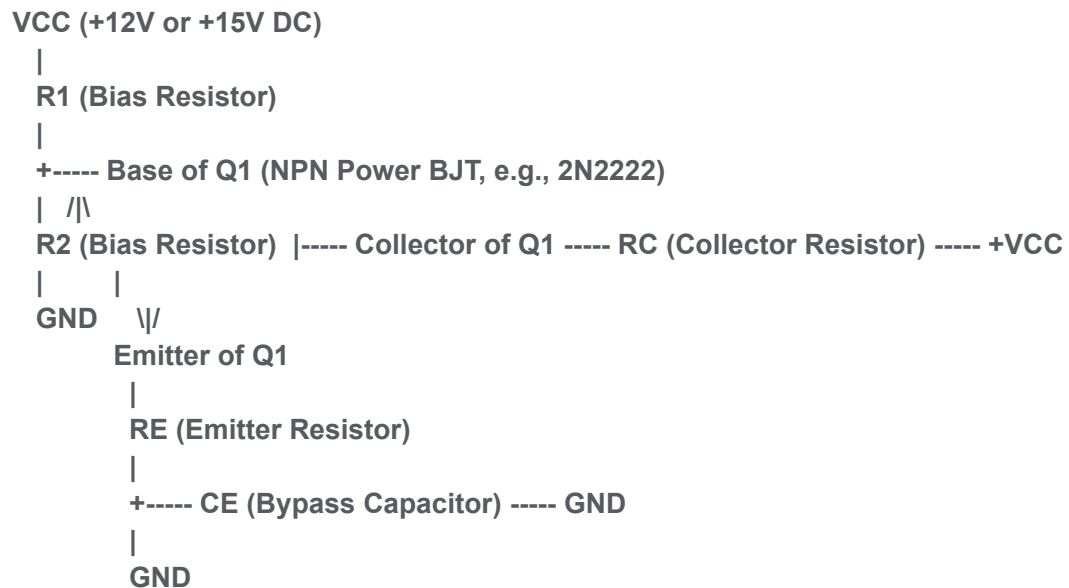 VCC (+12V or +15V DC)
|
R1 (Bias Resistor)
|
+----- Base of Q1 (NPN Power BJT, e.g., 2N2222)
| /|\
R2 (Bias Resistor) |----- Collector of Q1 ----- RC (Collector Resistor) ----- +VCC
| |
GND \|/
Emitter of Q1
|
RE (Emitter Resistor)
|
+----- CE (Bypass Capacitor) ----- GND
|
GND